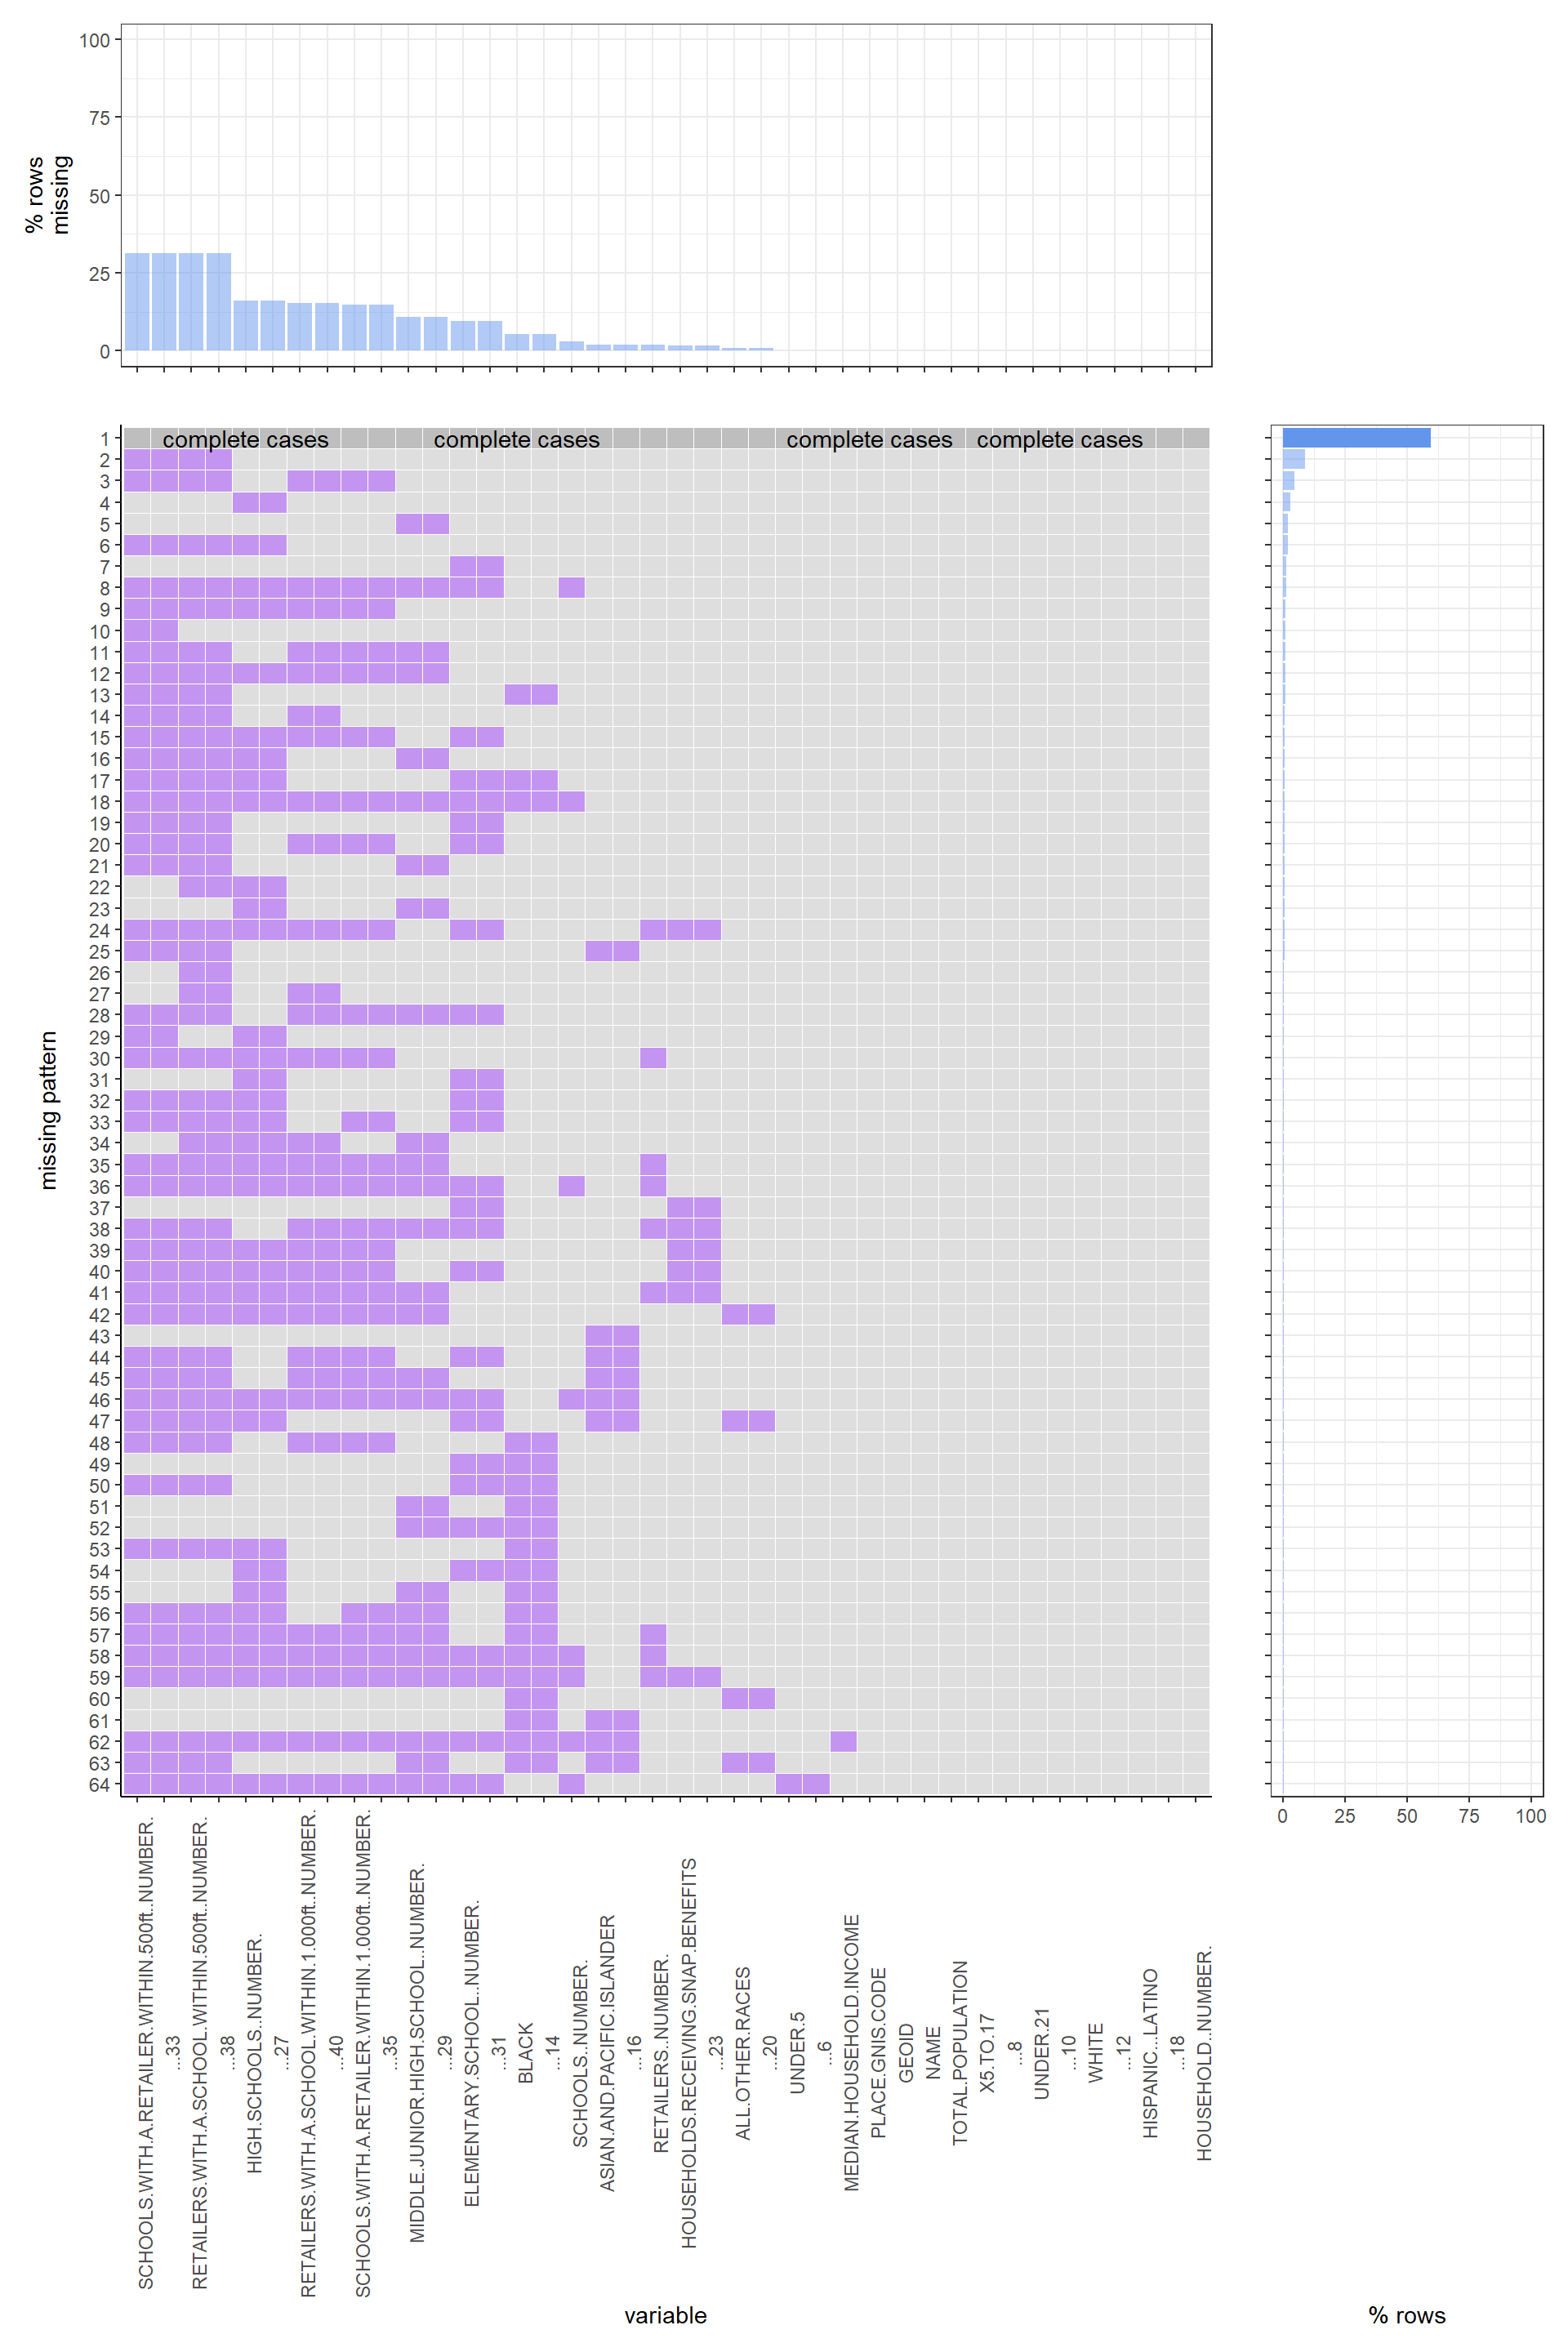 100
75
50
25
0
% rows
missing
complete cases complete cases complete cases complete cases
1
2
3
4
5
6
7
8
9
10
11
12
13
14
15
16
17
18
19
20
21
22
23
24
25
26
27
28
29
30
31
32
33
34
35
36
37
38
39
40
41
42
43
44
45
46
47
48
49
50
51
52
53
54
55
56
57
58
59
60
61
62
63
64
missing pattern
0 25 50 75 100
SCHOOLS.WITH.A.RETAILER.WITHIN.500ft..NUMBER.
...33
RETAILERS.WITH.A.SCHOOL.WITHIN.500ft..NUMBER.
...38
HIGH.SCHOOLS..NUMBER.
...27
RETAILERS.WITH.A.SCHOOL.WITHIN.1.000ft..NUMBER.
...40
SCHOOLS.WITH.A.RETAILER.WITHIN.1.000ft..NUMBER.
...35
MIDDLE.JUNIOR.HIGH.SCHOOL..NUMBER.
...29
ELEMENTARY.SCHOOL..NUMBER.
...31
BLACK
...14
SCHOOLS..NUMBER.
ASIAN.AND.PACIFIC.ISLANDER
...16
RETAILERS..NUMBER.
HOUSEHOLDS.RECEIVING.SNAP.BENEFITS
...23
ALL.OTHER.RACES
...20
UNDER.5
...6
MEDIAN.HOUSEHOLD.INCOME
PLACE.GNIS.CODE
GEOID
NAME
TOTAL.POPULATION
X5.TO.17
...8
UNDER.21
...10
WHITE
...12
HISPANIC...LATINO
...18
HOUSEHOLD..NUMBER.
variable
% rows